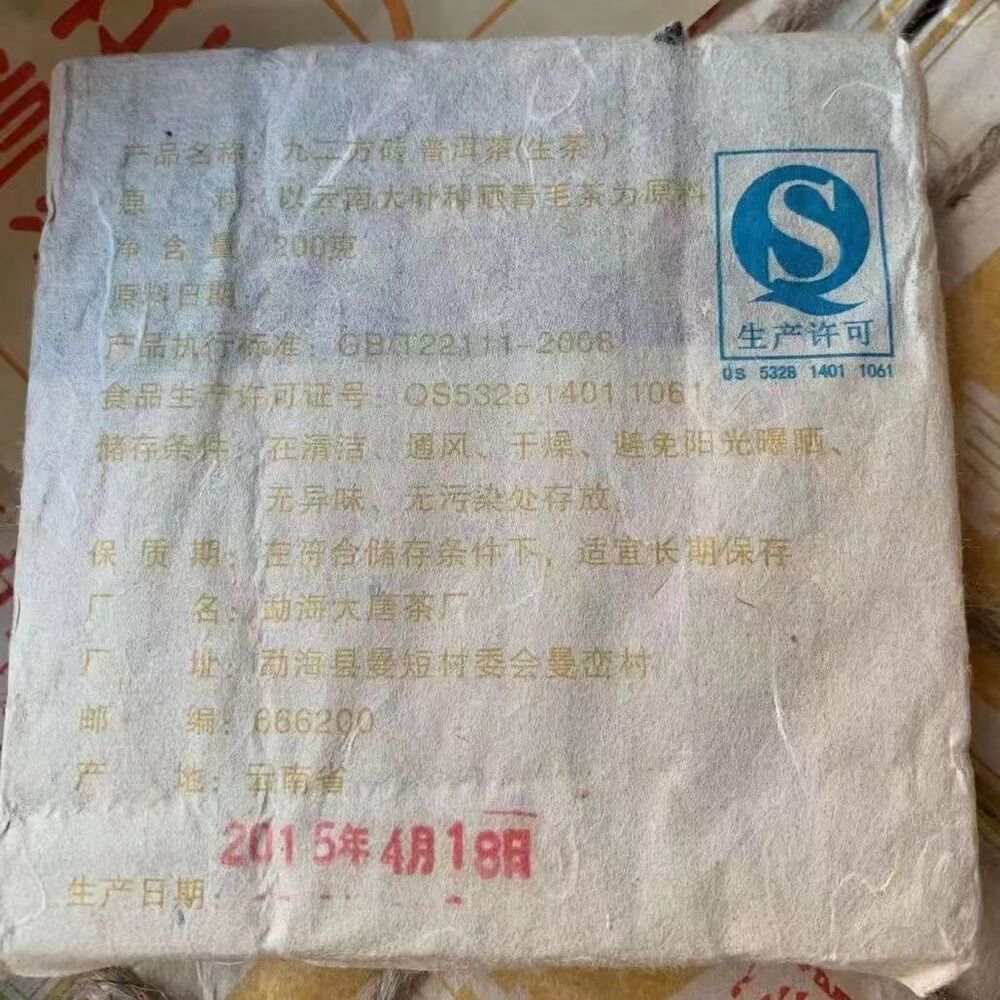 产品名称：九二方砖 普洱茶(生茶)
原 料：以云南大叶种晒青毛茶为原料
净含量：200克
原料日期：
产品执行标准：GB/T22111-2008
食品生产许可证号：QS5328 1401 1061
储存条件：在清洁、通风、干燥、避免阳光曝晒、
无异味、无污染处存放。
保质期：在符合储存条件下，适宜长期保存
厂 名：勐海大唐茶厂
厂 址：勐海县曼短村委会曼峦村
邮 编：666200
产 地：云南省
2015年4月18日
生产日期：
S
生产许可
QS 5328 1401 1061